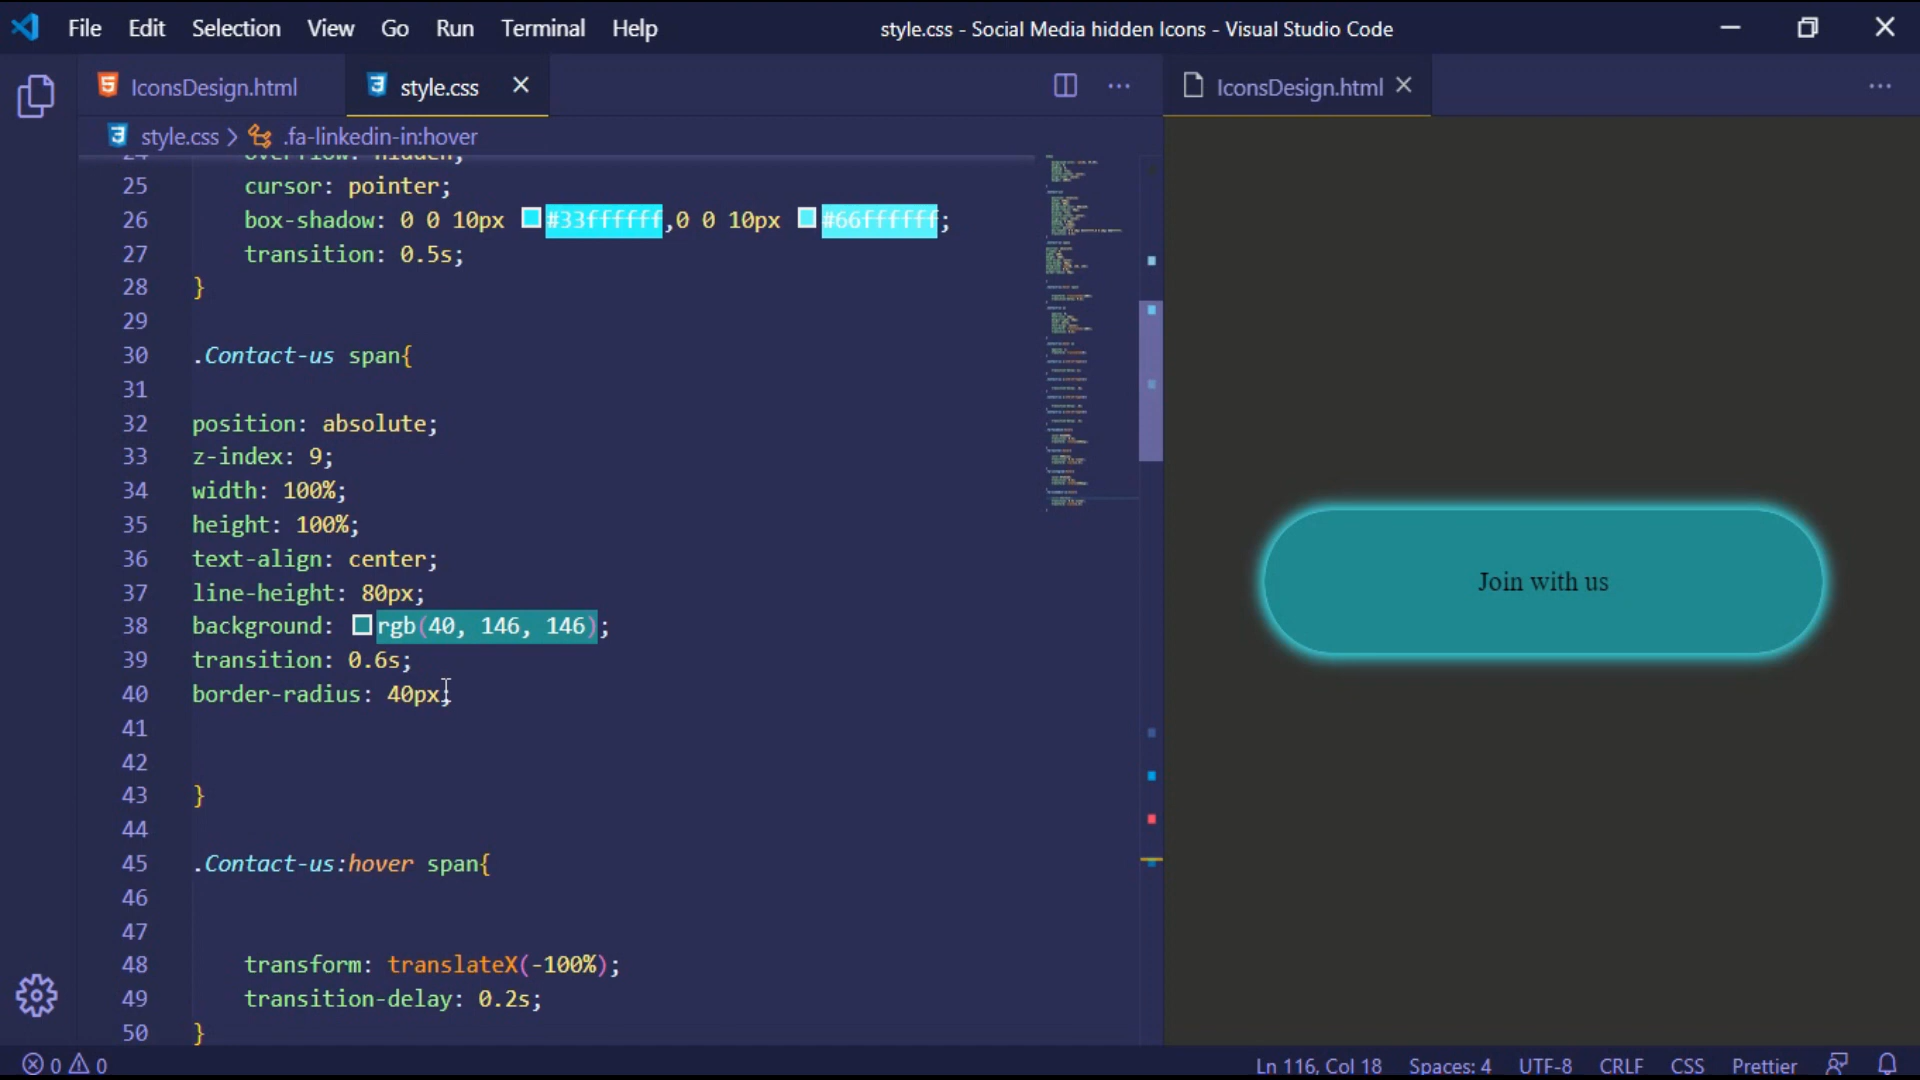 File Edit Selection View Go Run Terminal Help style.css - Social Media hidden Icons - Visual Studio Code
IconsDesign.html style.css IconsDesign.html
style.css > .fa-linkedin-in:hover
24 overflow: hidden;
25 cursor: pointer;
26 box-shadow: 0 0 10px #33ffffff,0 0 10px #66ffffff;
27 transition: 0.5s;
28 }
29
30 .Contact-us span{
31
32 position: absolute;
33 z-index: 9;
34 width: 100%;
35 height: 100%;
36 text-align: center;
37 line-height: 80px;
38 background: rgb(40, 146, 146);
39 transition: 0.6s;
40 border-radius: 40px;
41
42
43 }
44
45 .Contact-us:hover span{
46
47
48 transform: translateX(-100%);
49 transition-delay: 0.2s;
50 }
Join with us
0 0 Ln 116, Col 18 Spaces: 4 UTF-8 CRLF CSS Prettier